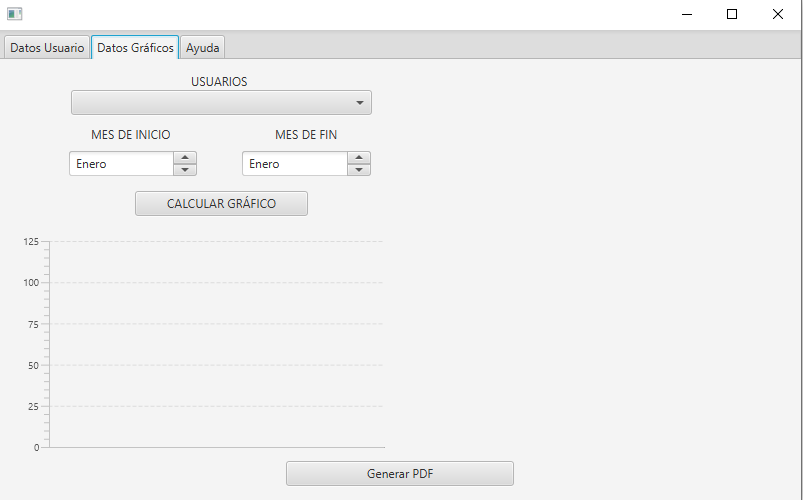 Datos Usuario Datos Gráficos Ayuda
USUARIOS
MES DE INICIO MES DE FIN
Enero Enero
CALCULAR GRÁFICO
125
100
75
50
25
0
Generar PDF